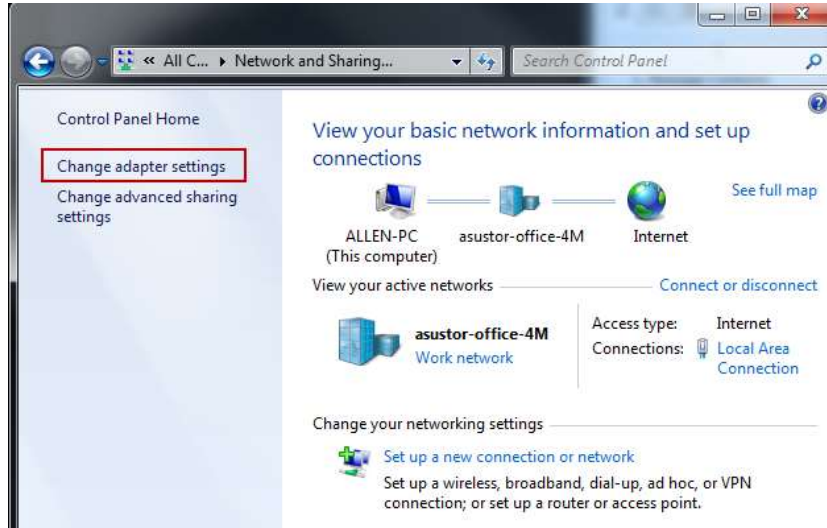 « All C... ▸ Network and Sharing...
Search Control Panel
Control Panel Home
Change adapter settings
Change advanced sharing
settings
View your basic network information and set up
connections
See full map
ALLEN-PC
(This computer)
asustor-office-4M
Internet
View your active networks
Connect or disconnect
asustor-office-4M
Work network
Access type: Internet
Connections: Local Area
Connection
Change your networking settings
Set up a new connection or network
Set up a wireless, broadband, dial-up, ad hoc, or VPN
connection; or set up a router or access point.